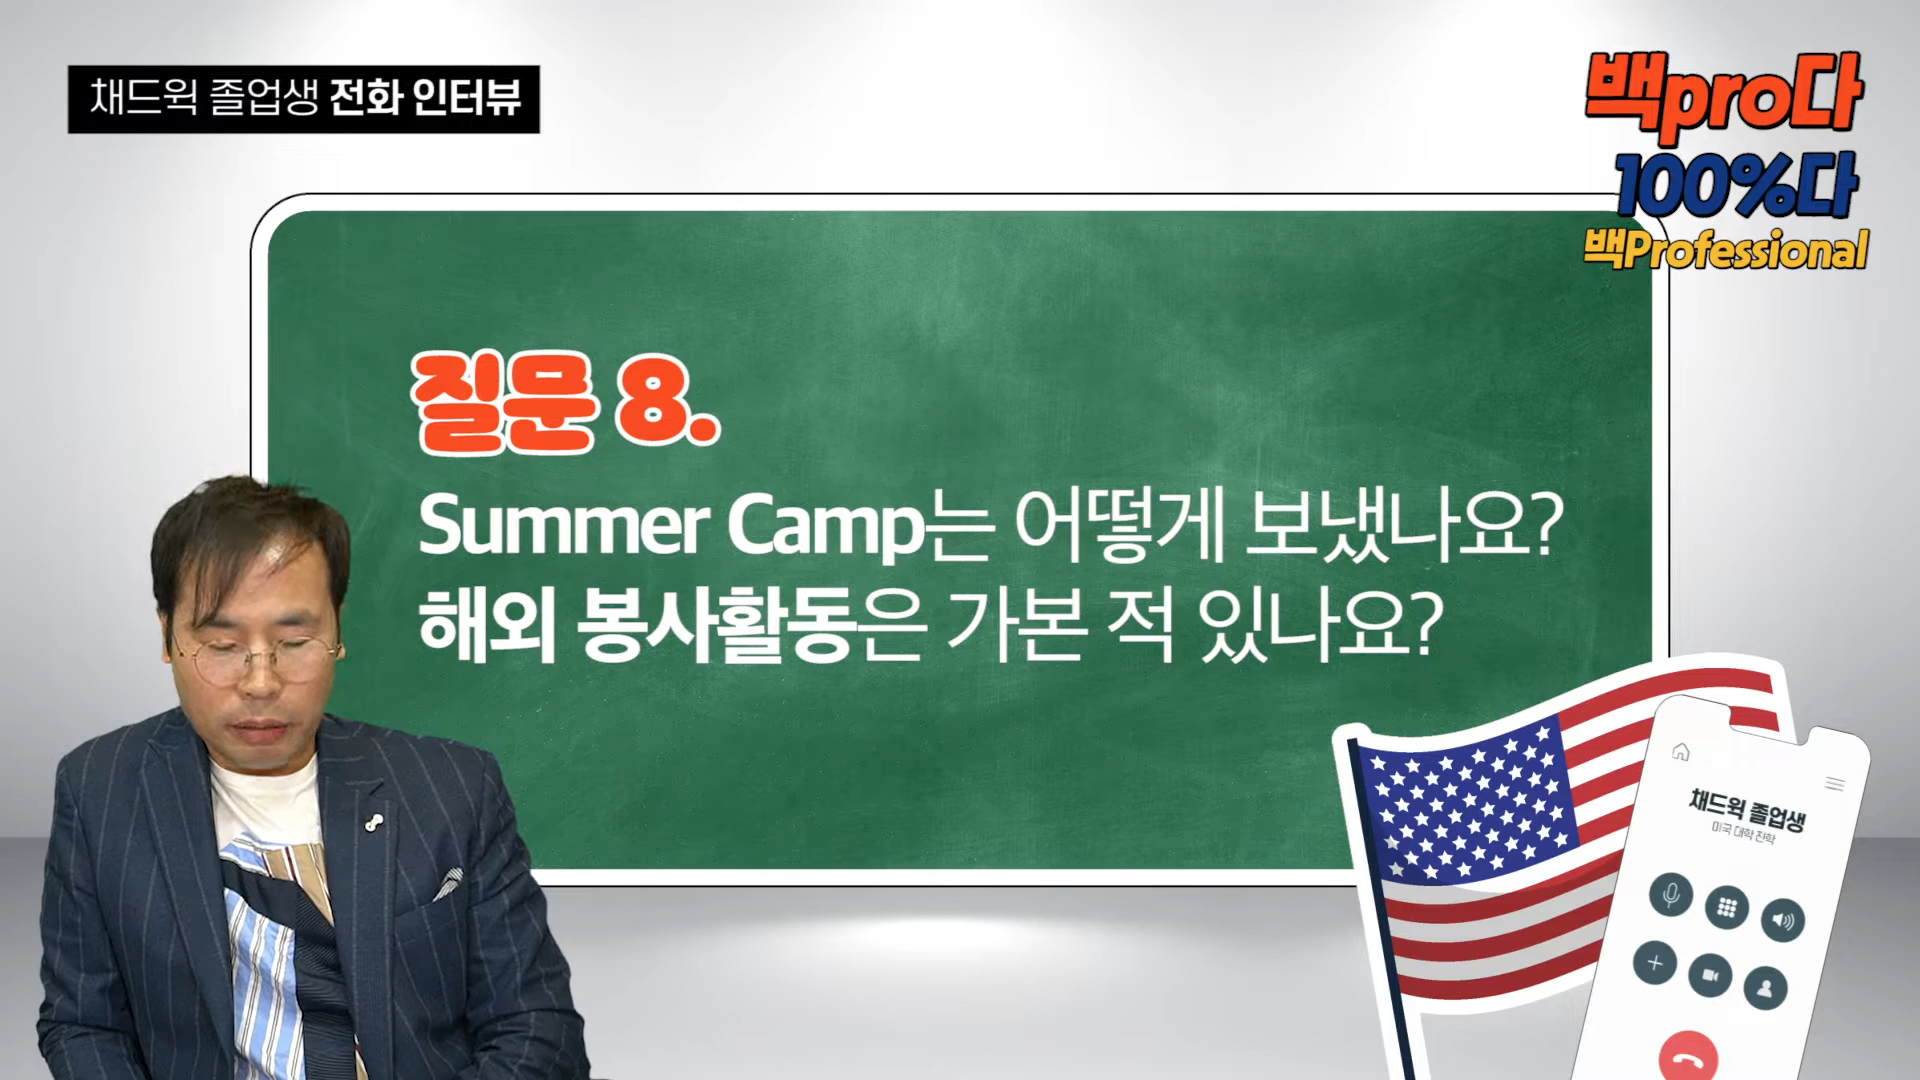 채드윅 졸업생 전화 인터뷰
백pro다
100%다
백Professional
질문 8.
Summer Camp는 어떻게 보냈나요?
해외 봉사활동은 가본 적 있나요?
채드윅 졸업생
미국 대학 진학